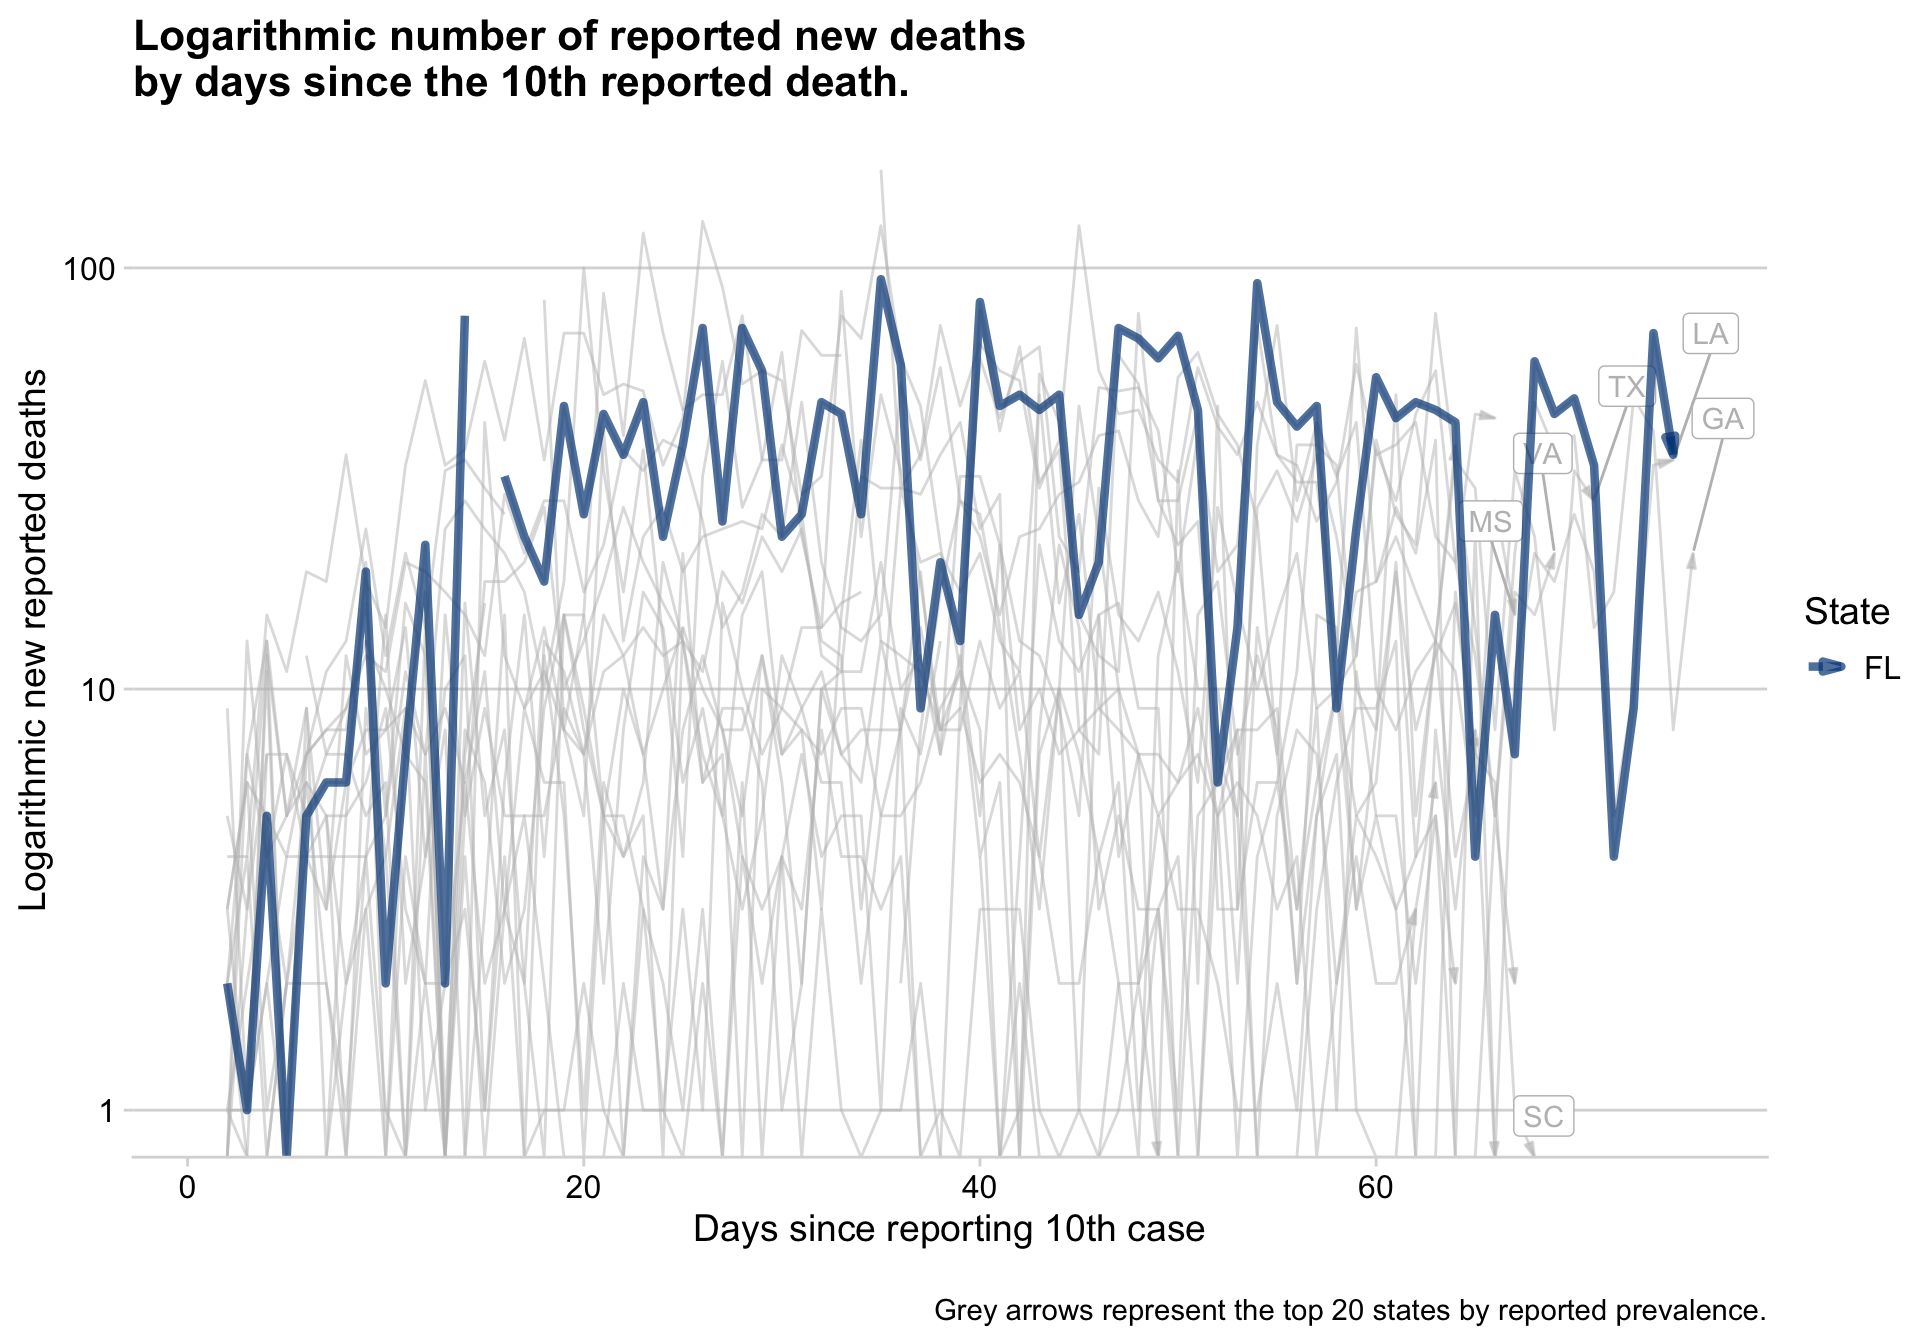 Logarithmic number of reported new deaths
by days since the 10th reported death.
Logarithmic new reported deaths
100
10
1
LA
TX
GA
VA
MS
SC
State
FL
0 20 40 60
Days since reporting 10th case
Grey arrows represent the top 20 states by reported prevalence.